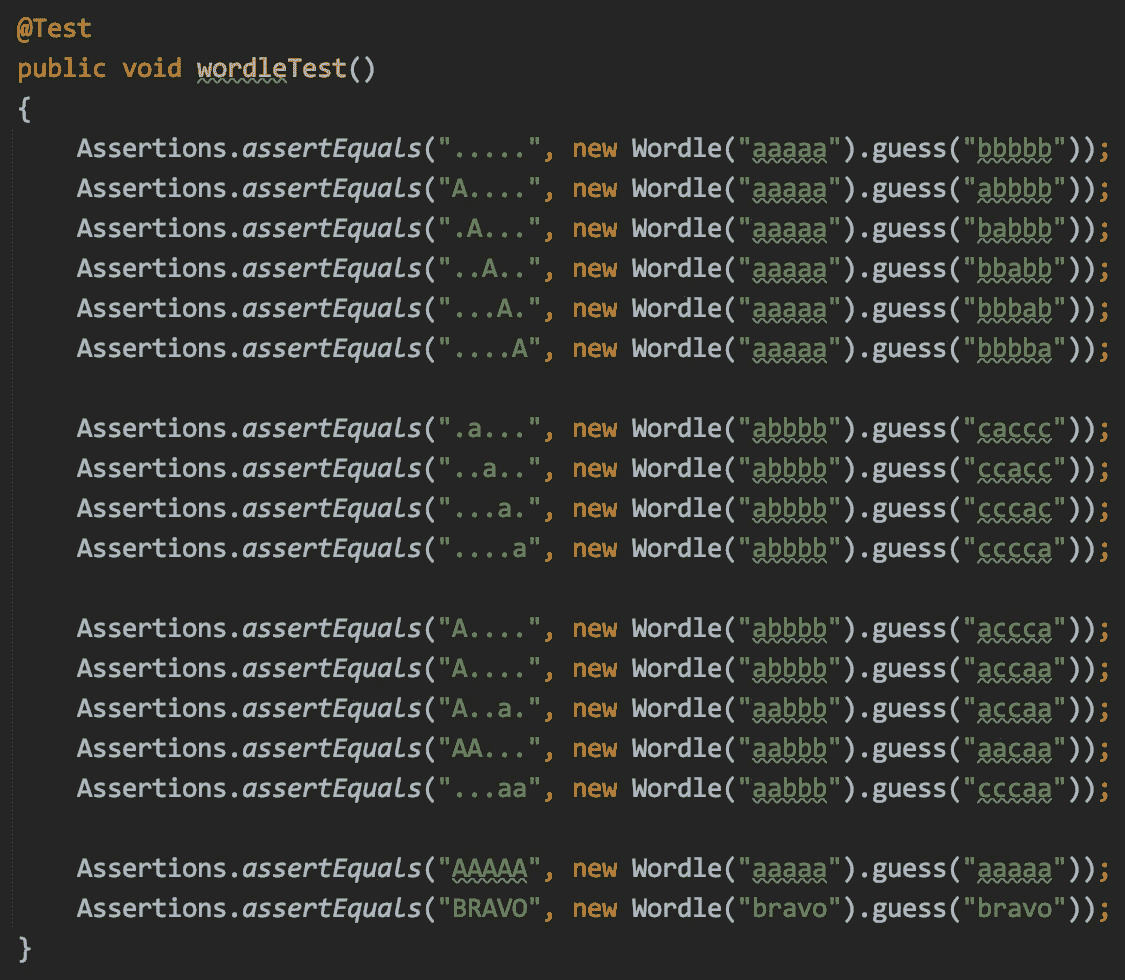 @Test
public void wordleTest()
{
    Assertions.assertEquals(".....", new Wordle("aaaaa").guess("bbbbb"));
    Assertions.assertEquals("A....", new Wordle("aaaaa").guess("abbbb"));
    Assertions.assertEquals(".A...", new Wordle("aaaaa").guess("babbb"));
    Assertions.assertEquals("..A..", new Wordle("aaaaa").guess("bbabb"));
    Assertions.assertEquals("...A.", new Wordle("aaaaa").guess("bbbab"));
    Assertions.assertEquals("....A", new Wordle("aaaaa").guess("bbbba"));

    Assertions.assertEquals(".a...", new Wordle("abbbb").guess("caccc"));
    Assertions.assertEquals("..a..", new Wordle("abbbb").guess("ccacc"));
    Assertions.assertEquals("...a.", new Wordle("abbbb").guess("cccac"));
    Assertions.assertEquals("....a", new Wordle("abbbb").guess("cccca"));

    Assertions.assertEquals("A....", new Wordle("abbbb").guess("accca"));
    Assertions.assertEquals("A....", new Wordle("abbbb").guess("accaa"));
    Assertions.assertEquals("A..a.", new Wordle("aabbb").guess("accaa"));
    Assertions.assertEquals("AA...", new Wordle("aabbb").guess("aacaa"));
    Assertions.assertEquals("...aa", new Wordle("aabbb").guess("cccaa"));

    Assertions.assertEquals("AAAAA", new Wordle("aaaaa").guess("aaaaa"));
    Assertions.assertEquals("BRAVO", new Wordle("bravo").guess("bravo"));
}